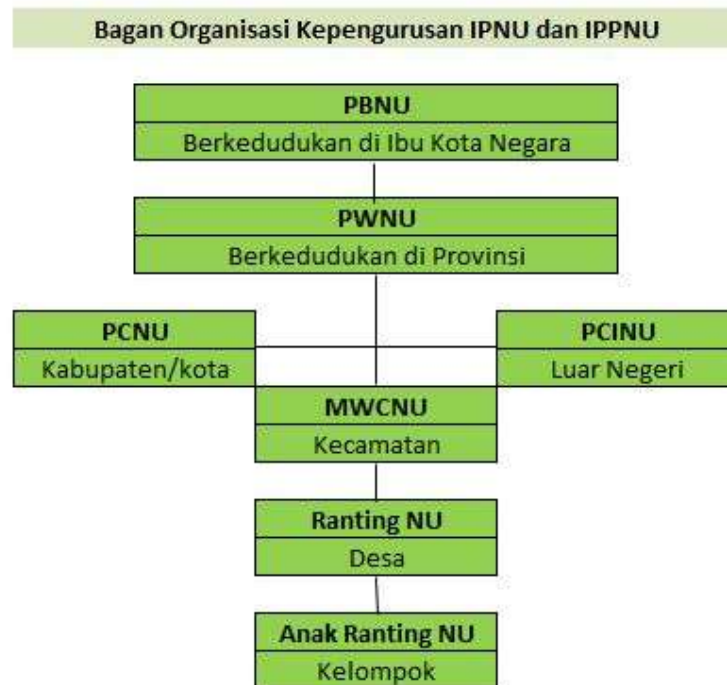 Bagan Organisasi Kepengurusan IPNU dan IPPNU
PBNU
Berkedudukan di Ibu Kota Negara
PWNU
Berkedudukan di Provinsi
PCNU
Kabupaten/kota
PCINU
Luar Negeri
MWCNU
Kecamatan
Ranting NU
Desa
Anak Ranting NU
Kelompok